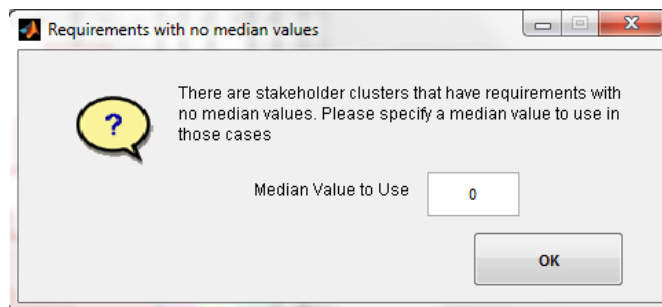 Requirements with no median values
There are stakeholder clusters that have requirements with
no median values. Please specify a median value to use in
those cases
?
Median Value to Use 0
OK